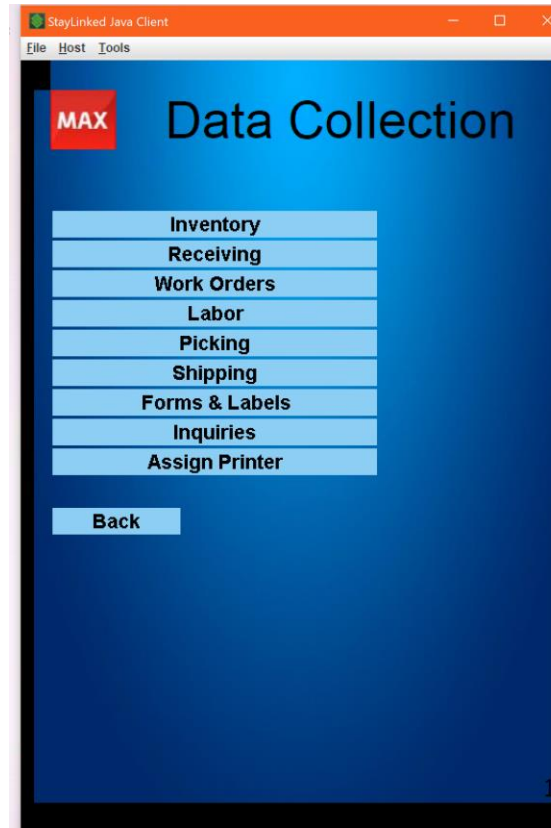 StayLinked Java Client
File Host Tools
MAX Data Collection
Inventory
Receiving
Work Orders
Labor
Picking
Shipping
Forms & Labels
Inquiries
Assign Printer
Back